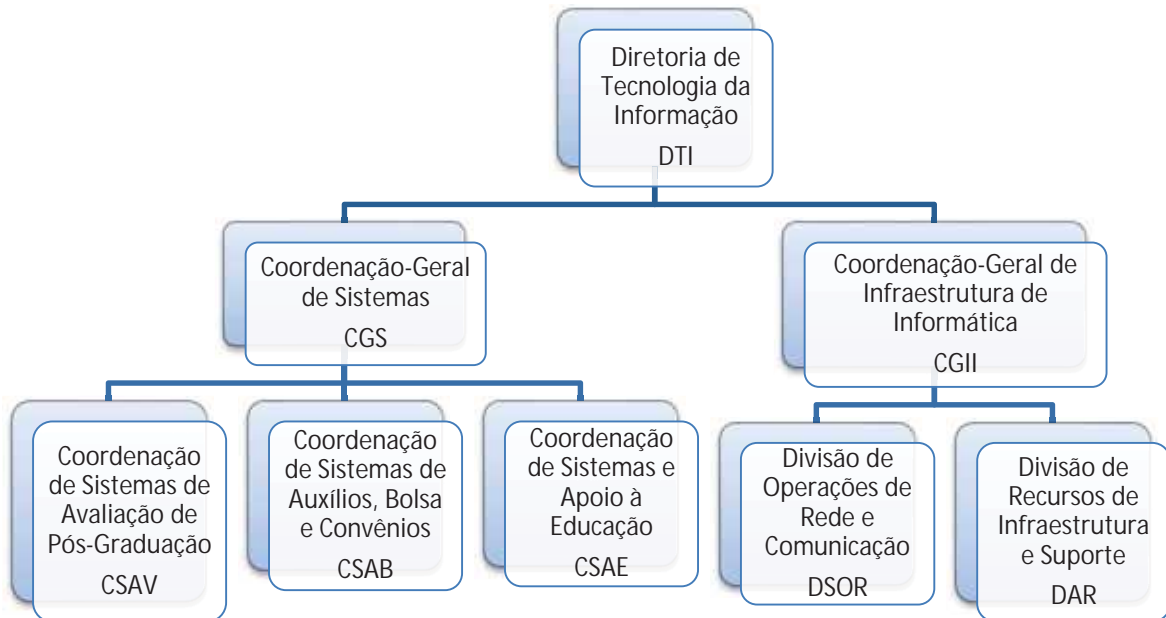 Diretoria de
Tecnologia da
Informação
DTI
Coordenação-Geral
de Sistemas
CGS
Coordenação-Geral de
Infraestrutura de
Informática
CGII
Coordenação
de Sistemas de
Avaliação de
Pós-Graduação
CSAV
Coordenação
de Sistemas de
Auxílios, Bolsa
e Convênios
CSAB
Coordenação
de Sistemas e
Apoio à
Educação
CSAE
Divisão de
Operações de
Rede e
Comunicação
DSOR
Divisão de
Recursos de
Infraestrutura
e Suporte
DAR